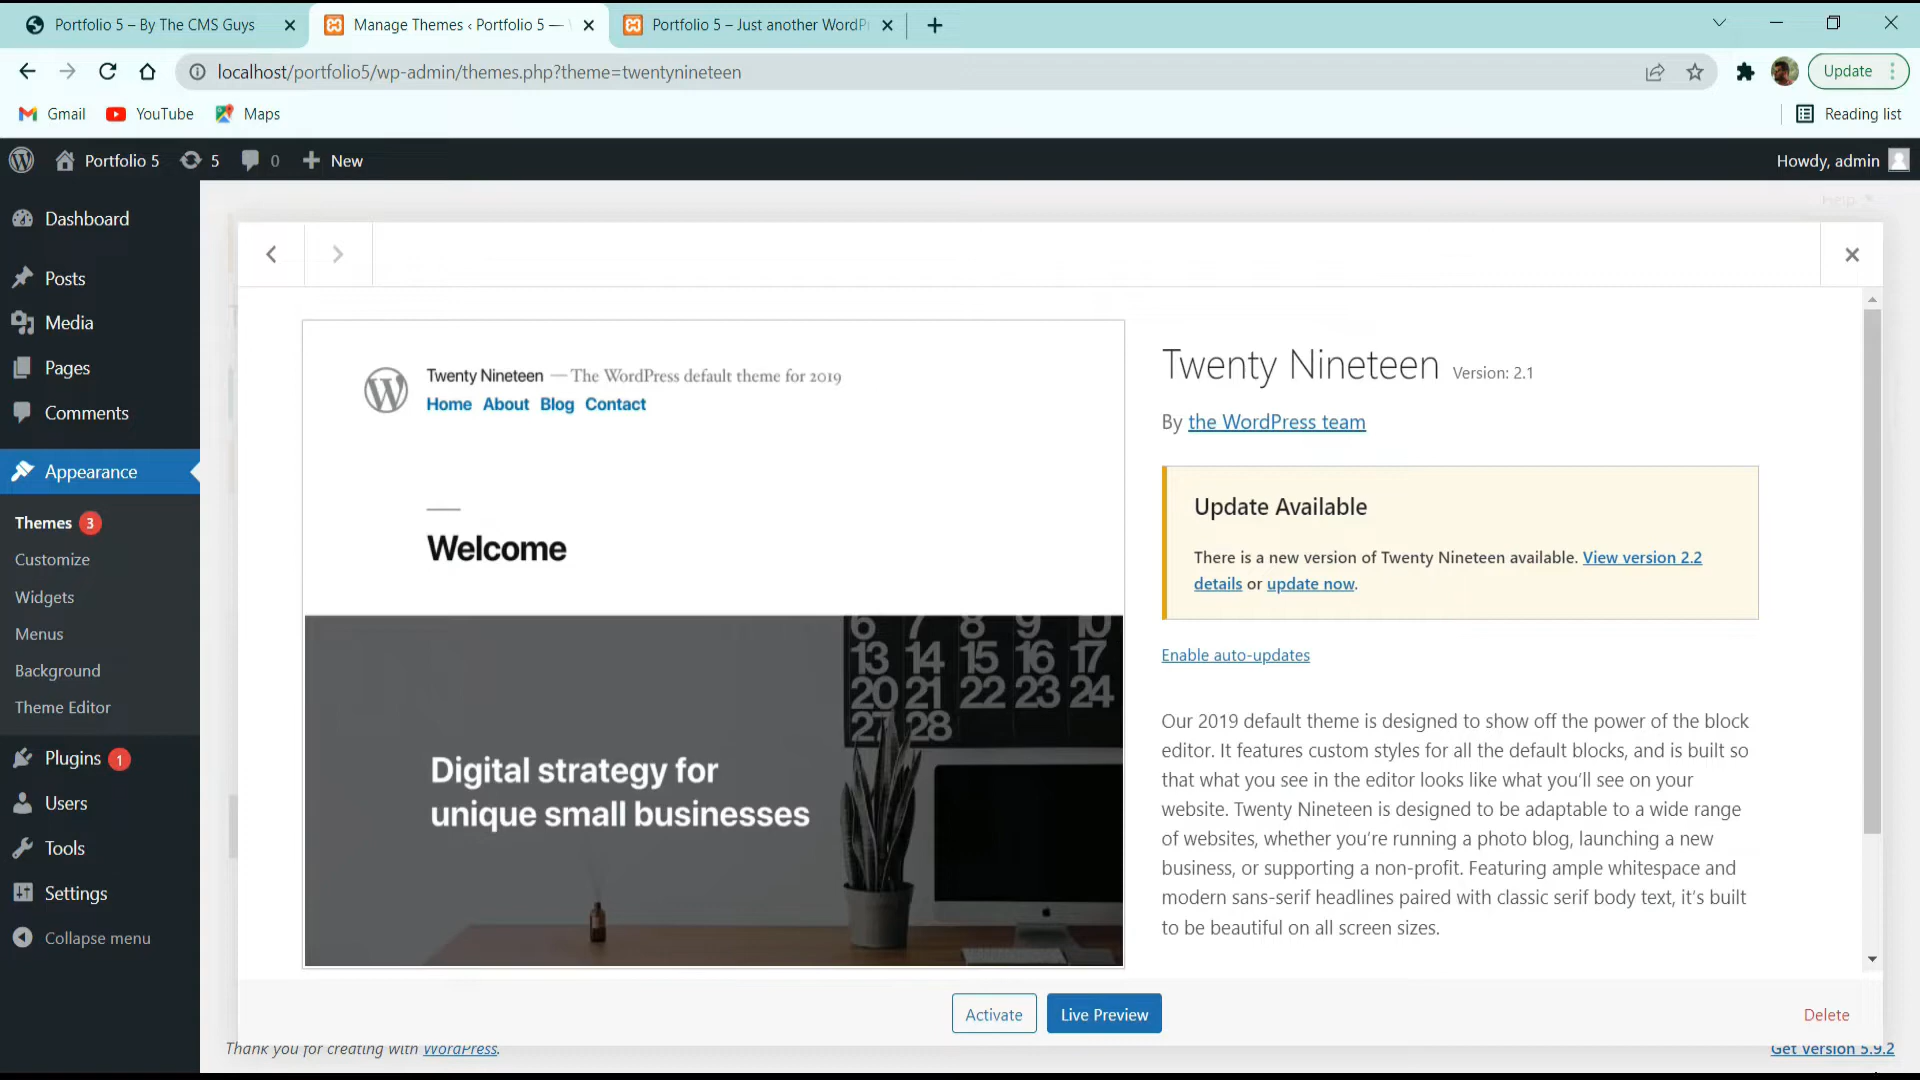 Portfolio 5 – By The CMS Guys
Manage Themes ‹ Portfolio 5 —
Portfolio 5 – Just another WordP
localhost/portfolio5/wp-admin/themes.php?theme=twentynineteen
Update
Gmail
YouTube
Maps
Reading list
Portfolio 5
5
0
New
Howdy, admin
Dashboard
Posts
Media
Pages
Comments
Appearance
Themes 3
Customize
Widgets
Menus
Background
Theme Editor
Plugins 1
Users
Tools
Settings
Collapse menu
Help
Twenty Nineteen — The WordPress default theme for 2019
Home About Blog Contact
Welcome
6 7 8 9 10
13 14 15 16 17
20 21 22 23 24
27 28
Digital strategy for
unique small businesses
Twenty Nineteen Version: 2.1
By the WordPress team
Update Available
There is a new version of Twenty Nineteen available. View version 2.2
details or update now.
Enable auto-updates
Our 2019 default theme is designed to show off the power of the block
editor. It features custom styles for all the default blocks, and is built so
that what you see in the editor looks like what you'll see on your
website. Twenty Nineteen is designed to be adaptable to a wide range
of websites, whether you're running a photo blog, launching a new
business, or supporting a non-profit. Featuring ample whitespace and
modern sans-serif headlines paired with classic serif body text, it's built
to be beautiful on all screen sizes.
Activate
Live Preview
Delete
Thank you for creating with WordPress.
Get Version 5.9.2